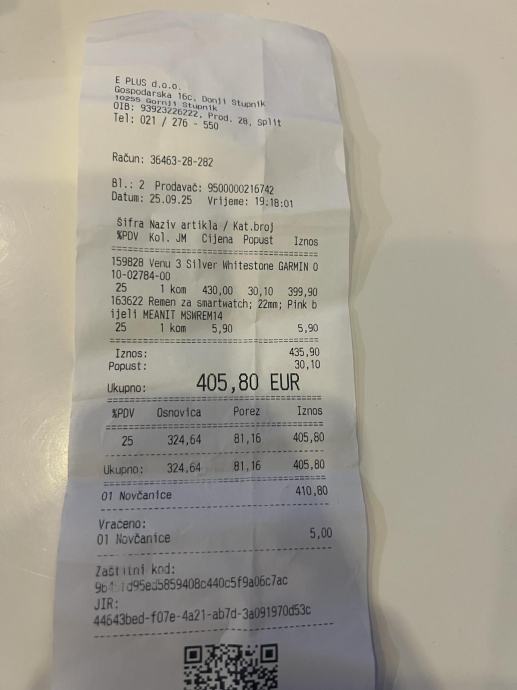 E PLUS d.o.o.
Gospodarska 16c, Donji Stupnik
10255 Gornji Stupnik
OIB: 93923226222, Prod. 28, Split
Tel: 021 / 276 - 550
Račun: 36463-28-282
Bl.: 2 Prodavač: 9500000216742
Datum: 25.09.25 Vrijeme: 19:18:01
Šifra Naziv artikla / Kat.broj
%PDV Kol. JM Cijena Popust Iznos
159828 Venu 3 Silver Whitestone GARMIN 0
10-02784-00
25 1 kom 430,00 30,10 399,90
163622 Remen za smartwatch; 22mm; Pink b
ijeli MEANIT MSWREM14
25 1 kom 5,90 5,90
Iznos: 435,90
Popust: 30,10
Ukupno: 405,80 EUR
%PDV Osnovica Porez Iznos
25 324,64 81,16 405,80
Ukupno: 324,64 81,16 405,80
01 Novčanice 410,80
Vraćeno:
01 Novčanice 5,00
Zaštitni kod:
JIR:
44643bed-f07e-4a21-ab7d-3a091970d53c